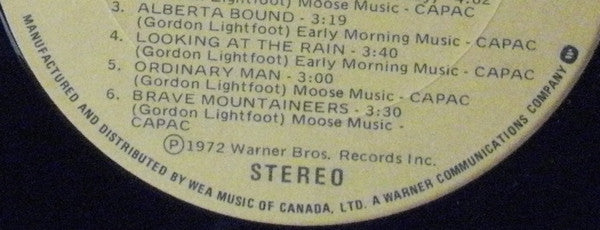 3. ALBERTA BOUND - 3:19
(Gordon Lightfoot) Early Morning Music - CAPAC
4. LOOKING AT THE RAIN - 3:40
(Gordon Lightfoot) Early Morning Music - CAPAC
5. ORDINARY MAN - 3:00
(Gordon Lightfoot) Moose Music - CAPAC
6. BRAVE MOUNTAINEERS - 3:30
(Gordon Lightfoot) Moose Music -
CAPAC
Ⓟ1972 Warner Bros. Records Inc.
STEREO
MANUFACTURED AND DISTRIBUTED BY WEA MUSIC OF CANADA, LTD. A WARNER COMMUNICATIONS COMPANY